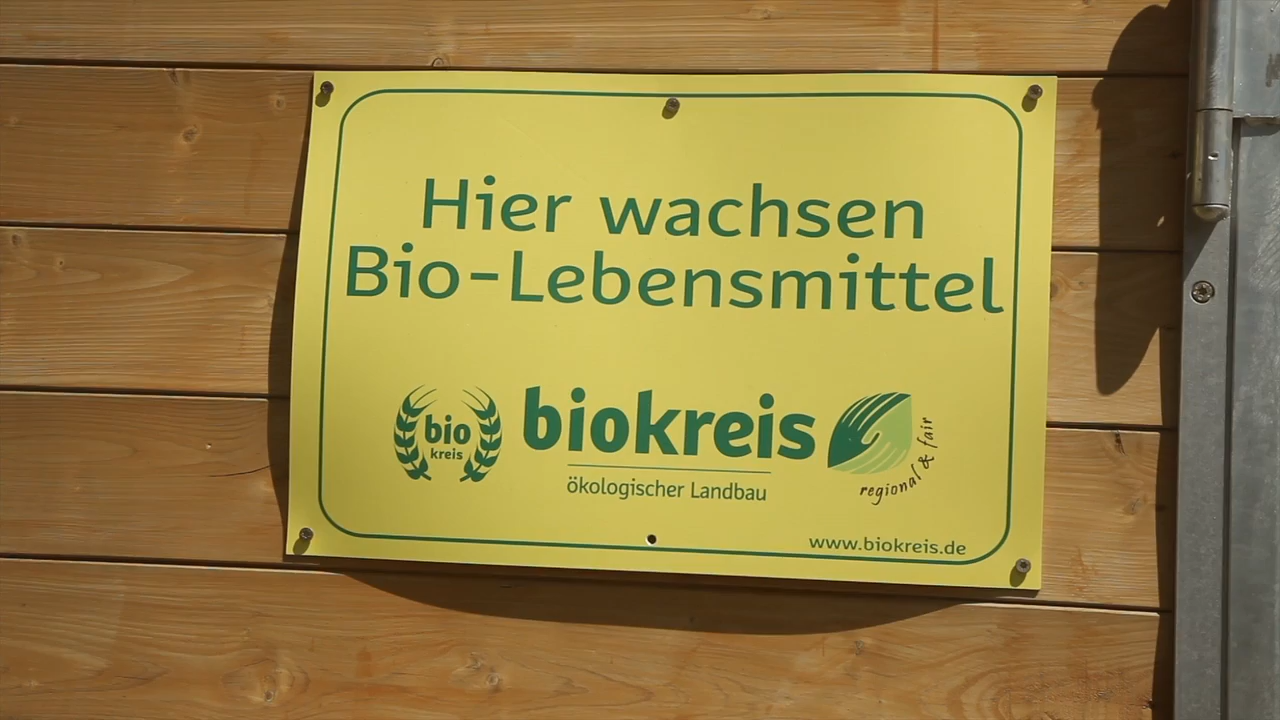 Hier wachsen
Bio-Lebensmittel
bio
kreis
biokreis
ökologischer Landbau
regional & fair
www.biokreis.de